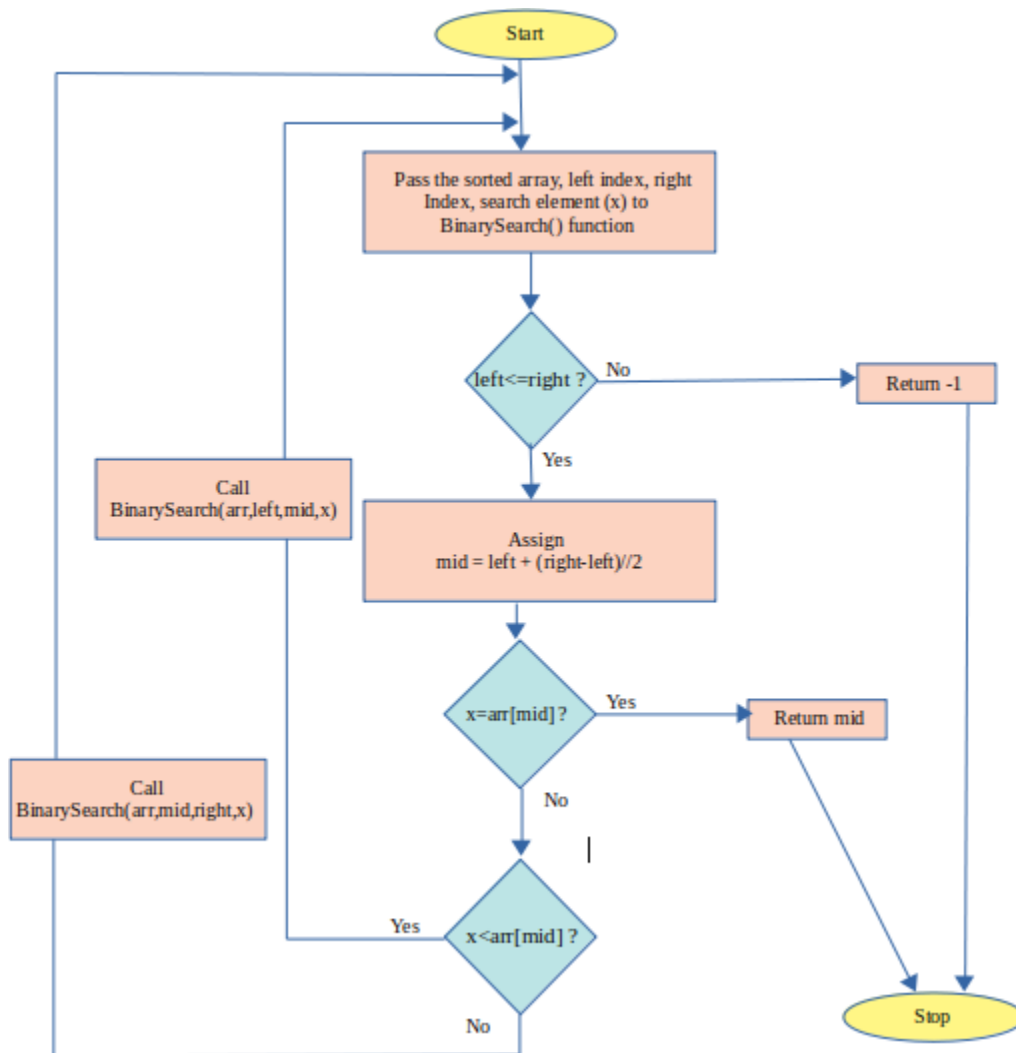 Start
Pass the sorted array, left index, right
Index, search element (x) to
BinarySearch() function
left<=right ?
No
Return -1
Yes
Call
BinarySearch(arr,left,mid,x)
Assign
mid = left + (right-left)//2
x=arr[mid] ?
Yes
Return mid
No
Call
BinarySearch(arr,mid,right,x)
x<arr[mid] ?
Yes
No
Stop